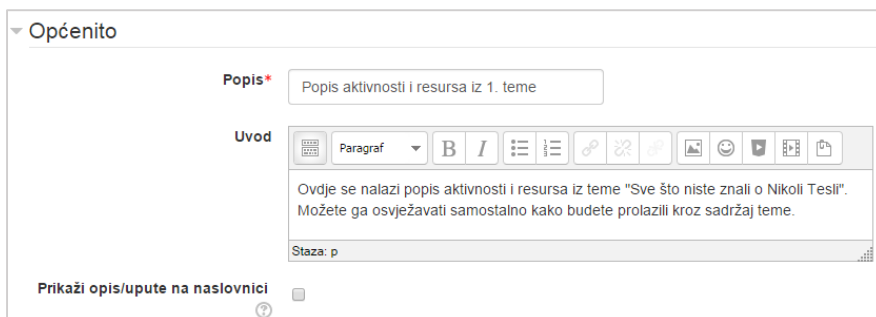 Općenito
Popis*
Popis aktivnosti i resursa iz 1. teme
Uvod
Paragraf
B I
Ovdje se nalazi popis aktivnosti i resursa iz teme "Sve što niste znali o Nikoli Tesli".
Možete ga osvježavati samostalno kako budete prolazili kroz sadržaj teme.
Staza: p
Prikaži opis/upute na naslovnici
?